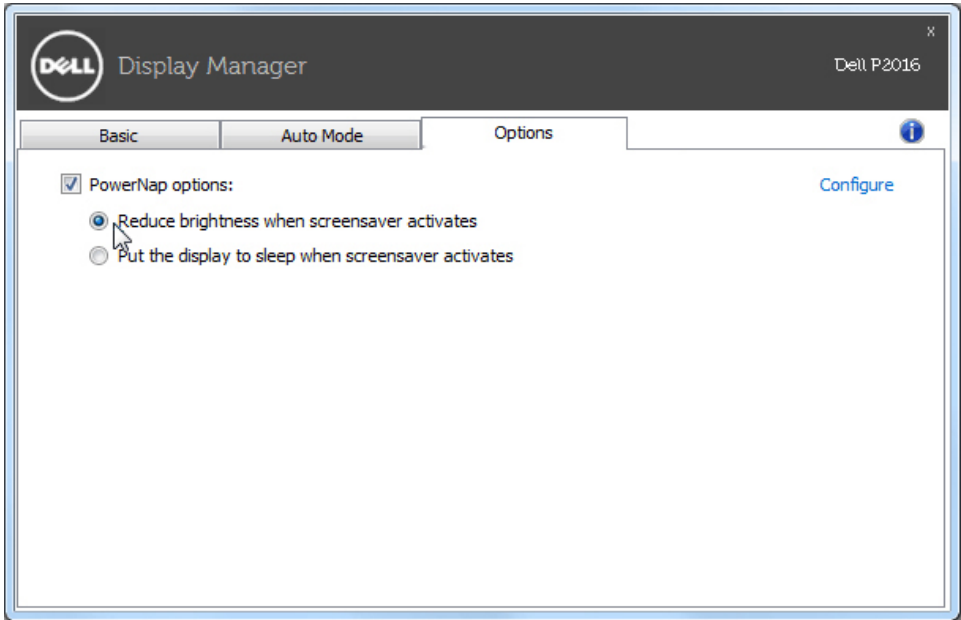 x
DELL Display Manager
Dell P2016
Basic Auto Mode Options i
PowerNap options: Configure
Reduce brightness when screensaver activates
Put the display to sleep when screensaver activates